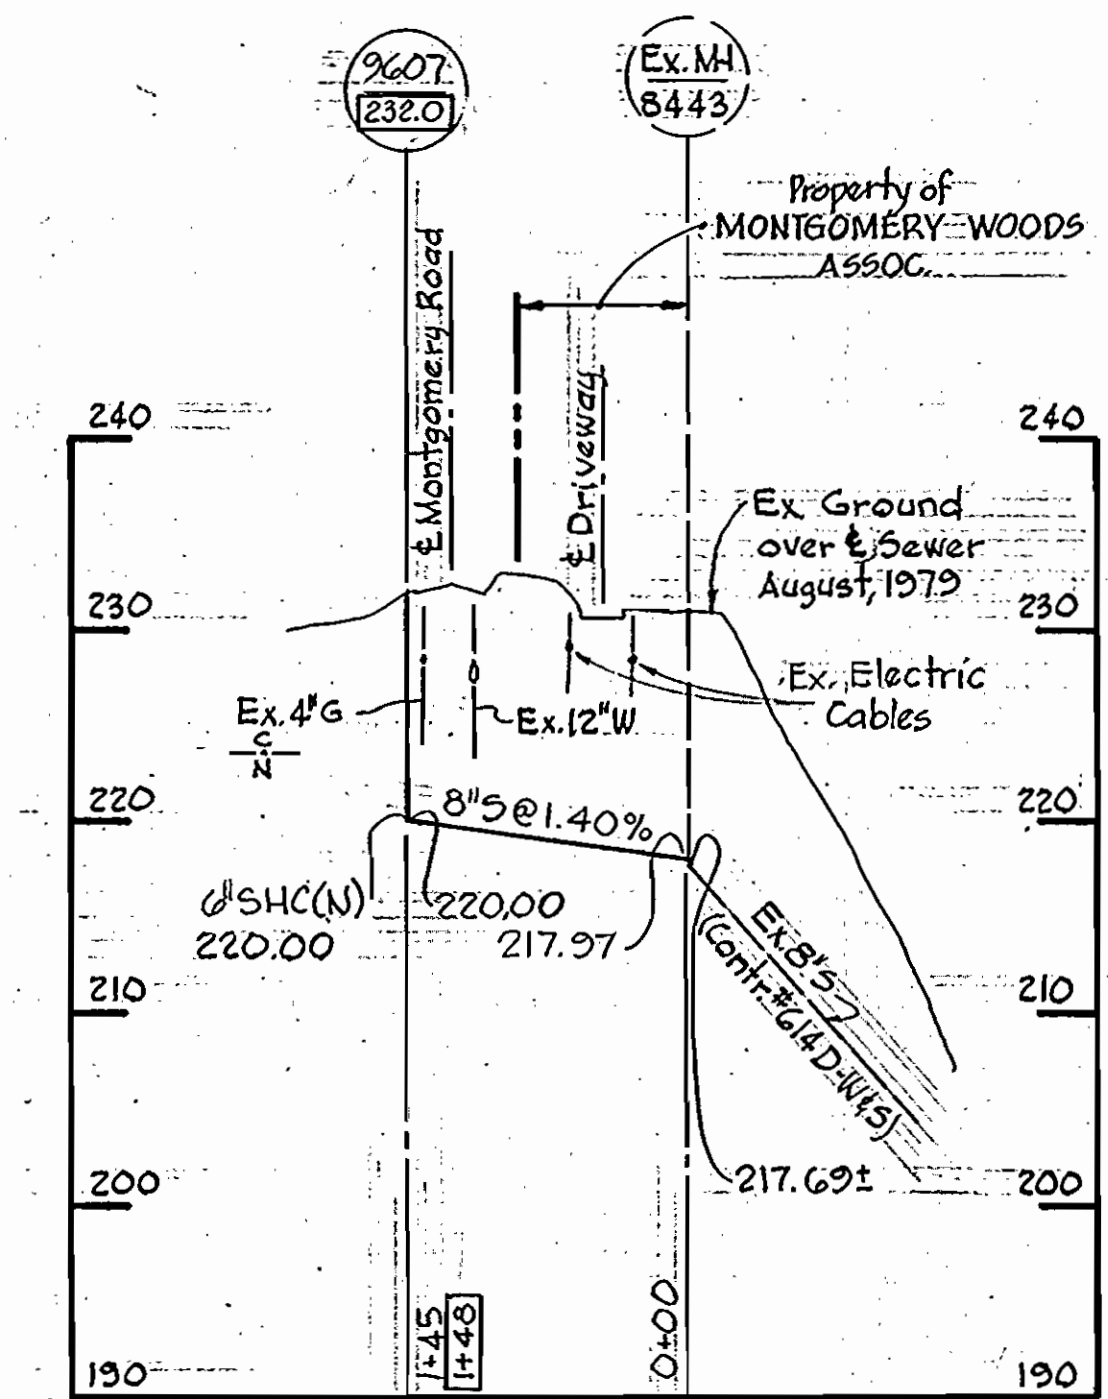 9607
232.0
Ex. MH
8443
Property of
MONTGOMERY WOODS
ASSOC.
℄ Montgomery Road
℄ Driveway
240
240
Ex. Ground
over ℄ Sewer
August, 1979
230
230
Ex. 4"G
C
N
Ex. 12"W
Ex. Electric
Cables
220
220
8"S @ 1.40%
6"SHC(N)
220.00
220.00
217.97
Ex. 8"S
(Contr. #614 D-W&S)
210
210
217.69±
200
200
1+45
1+48
0+00
190
190